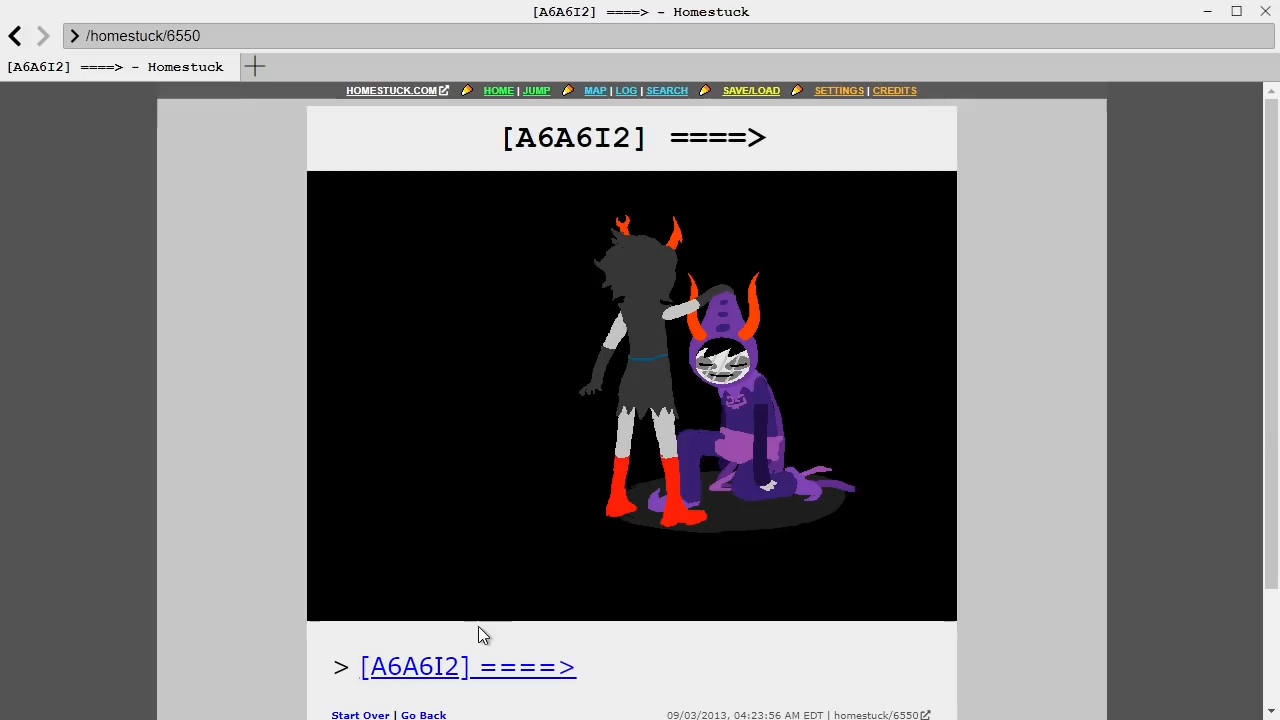 [A6A6I2] ====> - Homestuck
/homestuck/6550
[A6A6I2] ====> - Homestuck
HOMESTUCK.COM HOME | JUMP MAP | LOG | SEARCH SAVE/LOAD SETTINGS | CREDITS
[A6A6I2] ====>
> [A6A6I2] ====>
Start Over | Go Back 09/03/2013, 04:23:56 AM EDT | homestuck/6550